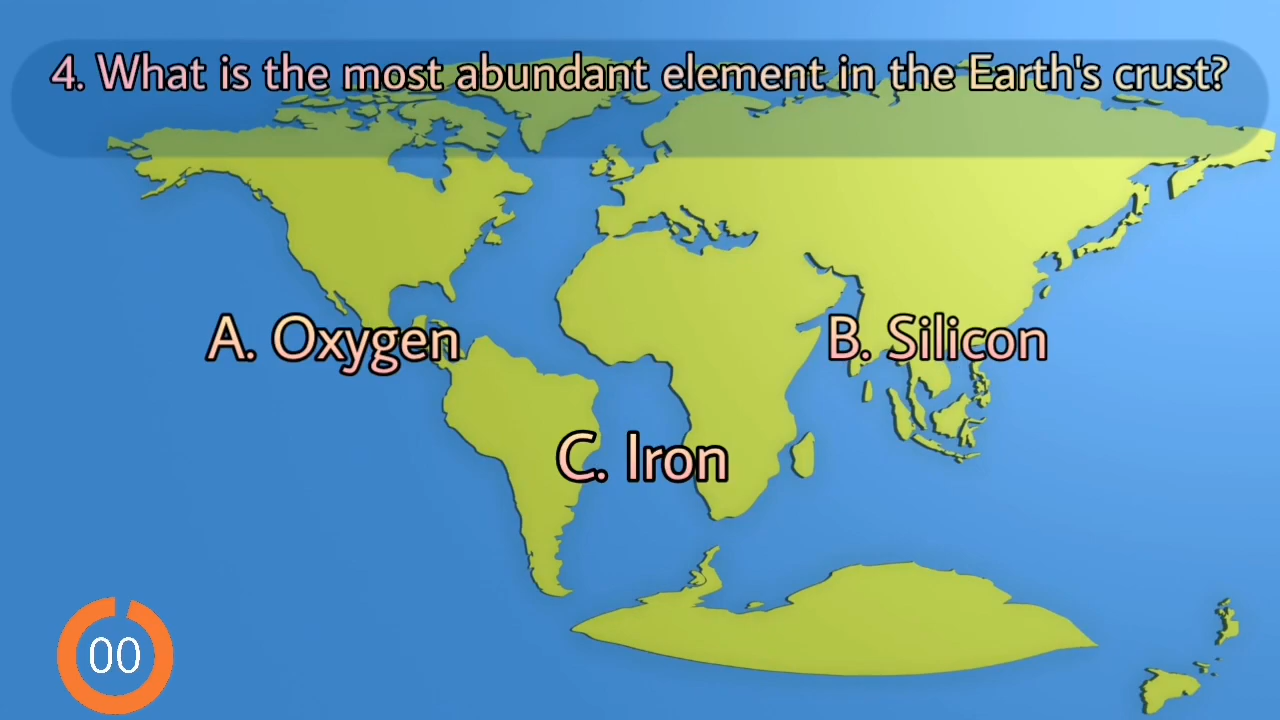 4. What is the most abundant element in the Earth's crust?
A. Oxygen
B. Silicon
C. Iron
00